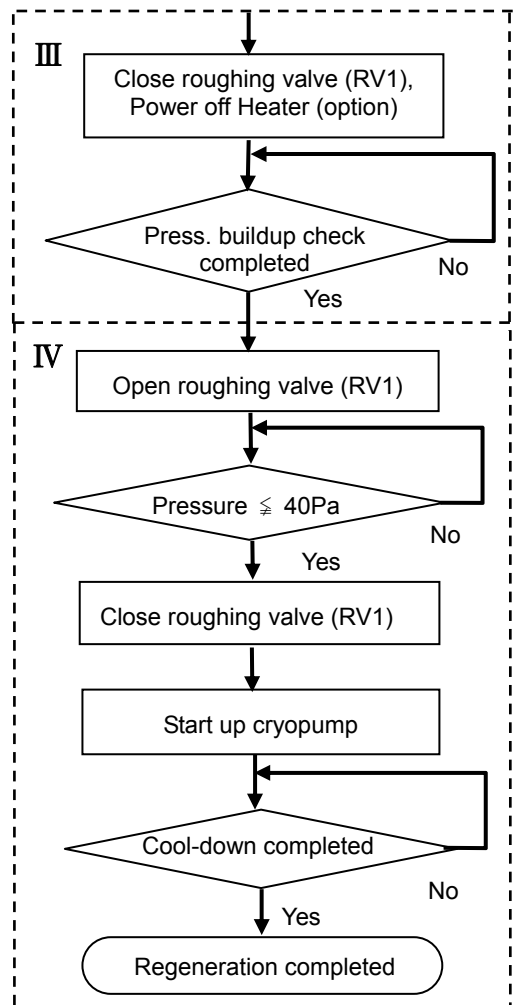 Ⅲ
Close roughing valve (RV1),
Power off Heater (option)
Press. buildup check
completed
No
Yes
Ⅳ
Open roughing valve (RV1)
Pressure ≦ 40Pa
No
Yes
Close roughing valve (RV1)
Start up cryopump
Cool-down completed
No
Yes
Regeneration completed